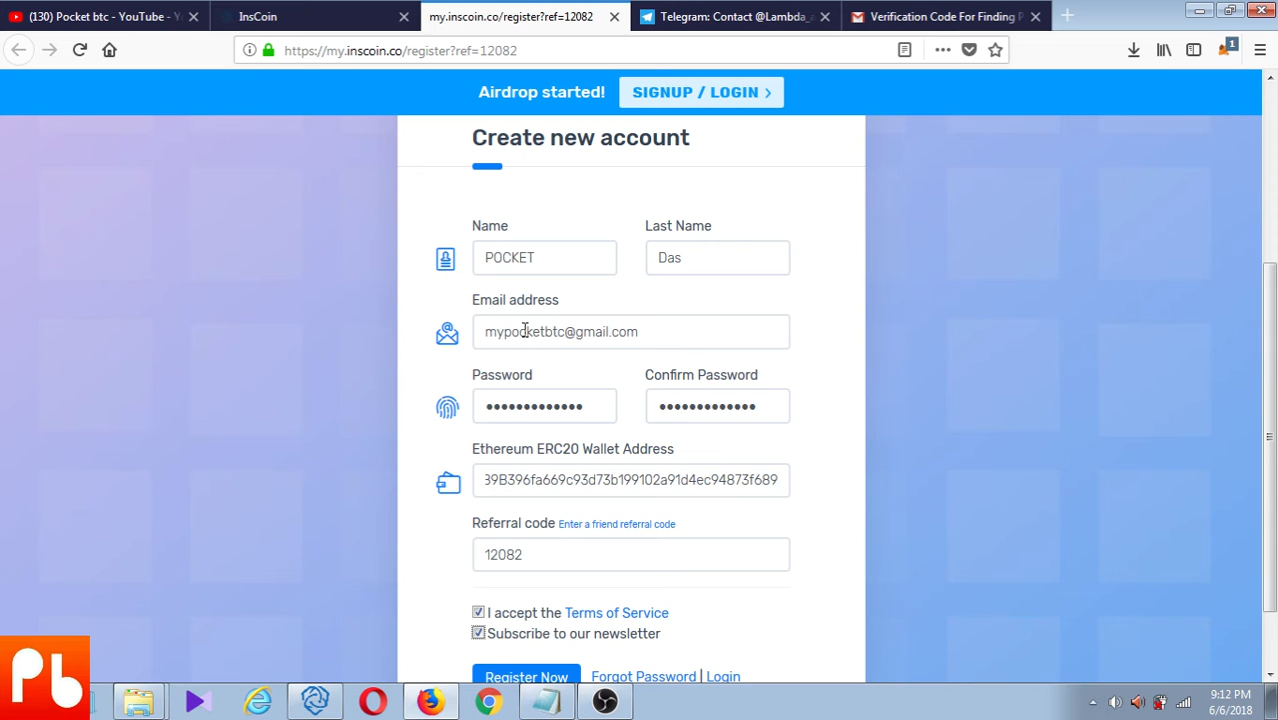 (130) Pocket btc - YouTube - Y
InsCoin
my.inscoin.co/register?ref=12082
Telegram: Contact @Lambda_
Verification Code For Finding
https://my.inscoin.co/register?ref=12082
1
Airdrop started!
SIGNUP / LOGIN >
Create new account
Name
Last Name
POCKET
Das
Email address
mypocketbtc@gmail.com
Password
Confirm Password
•••••••••••••
•••••••••••••
Ethereum ERC20 Wallet Address
39B396fa669c93d73b199102a91d4ec94873f689
Referral code Enter a friend referral code
12082
I accept the Terms of Service
Subscribe to our newsletter
Register Now
Forgot Password | Login
Pb
9:12 PM
6/6/2018